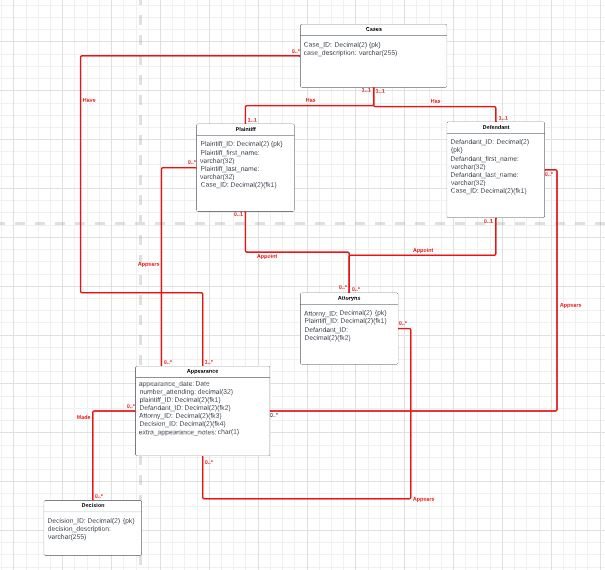 Cases
Case_ID: Decimal(2) {pk}
case_description: varchar(255)
0..*
1..1
1..1
Has
Has
Have
1..1
1..1
Plaintiff
Plaintiff_ID: Decimal(2) {pk}
Plaintiff_first_name:
varchar(32)
Plaintiff_last_name:
varchar(32)
Case_ID: Decimal(2)(fk1)
0..*
0..1
Defendant
Defandant_ID: Decimal(2)
{pk}
Defandant_first_name:
varchar(32)
Defandant_last_name:
varchar(32)
Case_ID: Decimal(2)(fk1)
0..*
0..1
Appoint
Appoint
Appears
Appears
0..*
0..*
Attoryns
Attorny_ID: Decimal(2) {pk}
Plaintiff_ID: Decimal(2)(fk1)
Defandant_ID:
Decimal(2)(fk2)
0..*
0..*
1..*
Appearance
appearance_date: Date
number_attending: decimal(32)
plaintiff_ID: Decimal(2)(fk1)
Defandant_ID: Decimal(2)(fk2)
Attorny_ID: Decimal(2)(fk3)
Decision_ID: Decimal(2)(fk4)
extra_appearance_notes: char(1)
0..*
0..*
0..*
Made
Appears
0..*
Decision
Decision_ID: Decimal(2) {pk}
decision_description:
varchar(255)